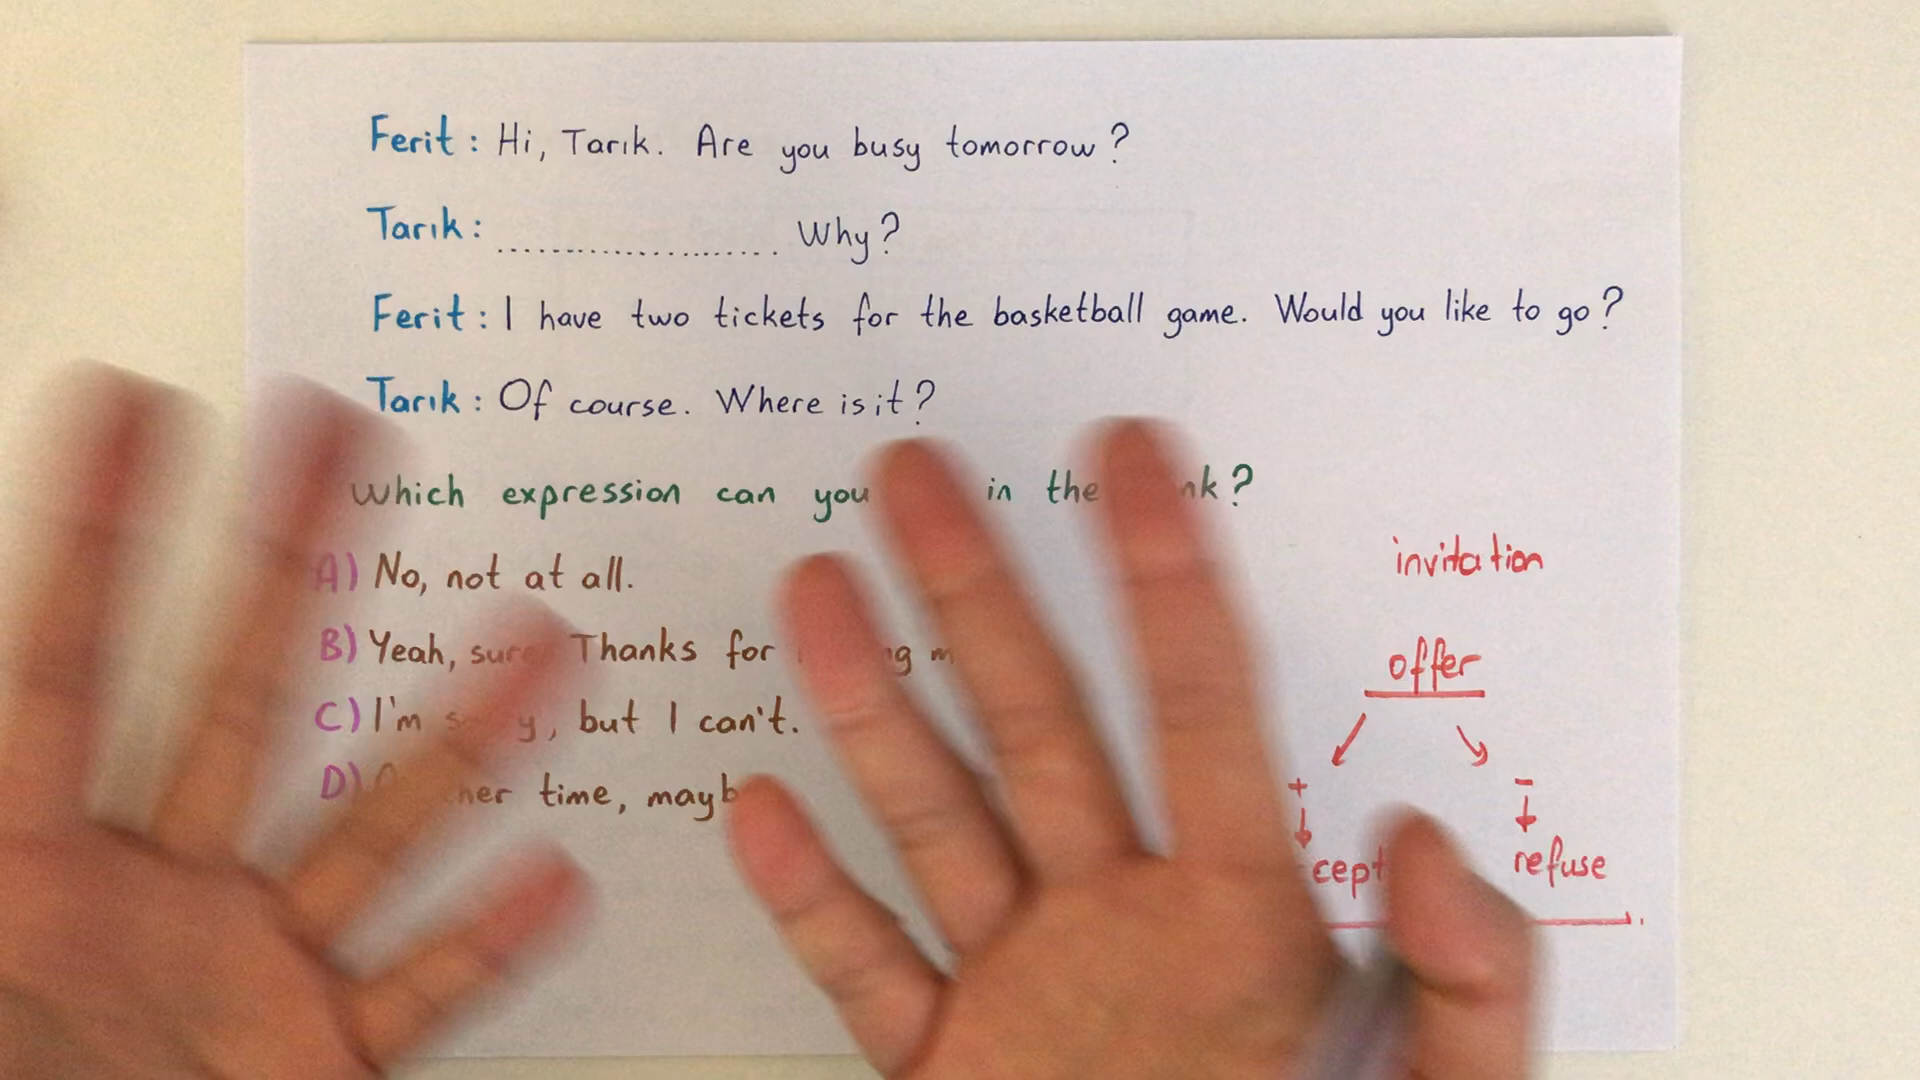 Ferit: Hi, Tarık. Are you busy tomorrow?
Tarık: ..................... Why?
Ferit: I have two tickets for the basketball game. Would you like to go?
Tarık: Of course. Where is it?
which expression can you in the
A) No, not at all.
B) Yeah, sure Thanks for
C) I'm , but I can't.
D) time,
invitation
offer
+ -
refuse